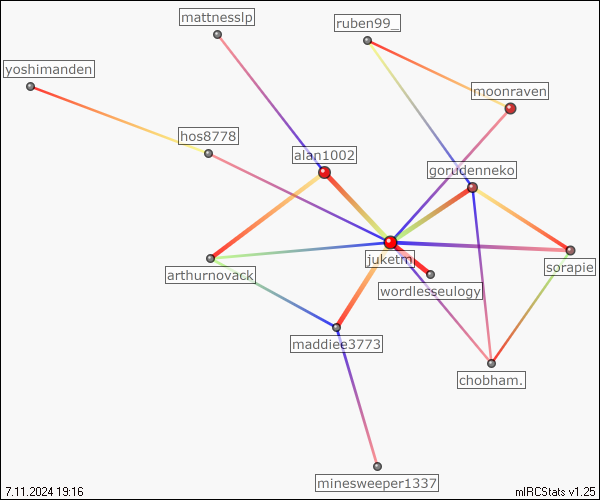 mattnesslp
ruben99_
yoshimanden
moonraven
hos8778
alan1002
gorudenneko
juketm
sorapie
arthurnovack
wordlesseulogy
maddiee3773
chobham.
minesweeper1337
7.11.2024 19:16
mIRCStats v1.25